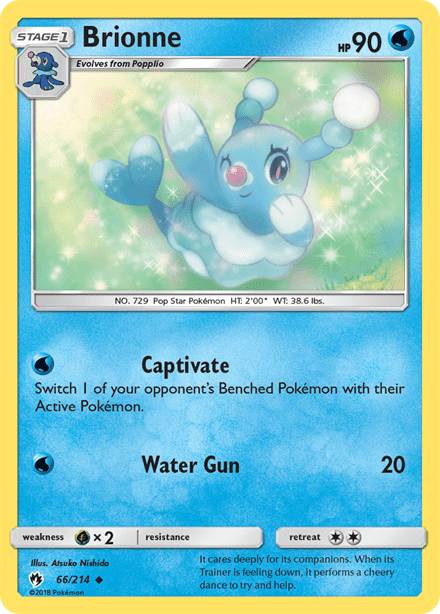 STAGE1
Brionne
HP90
Evolves from Popplio
NO. 729 Pop Star Pokémon HT: 2'00" WT: 38.6 lbs.
Captivate
Switch 1 of your opponent's Benched Pokémon with their
Active Pokémon.
Water Gun 20
weakness ×2 resistance retreat
Illus. Atsuko Nishida
66/214
©2018 Pokémon
It cares deeply for its companions. When its
Trainer is feeling down, it performs a cheery
dance to try and help.